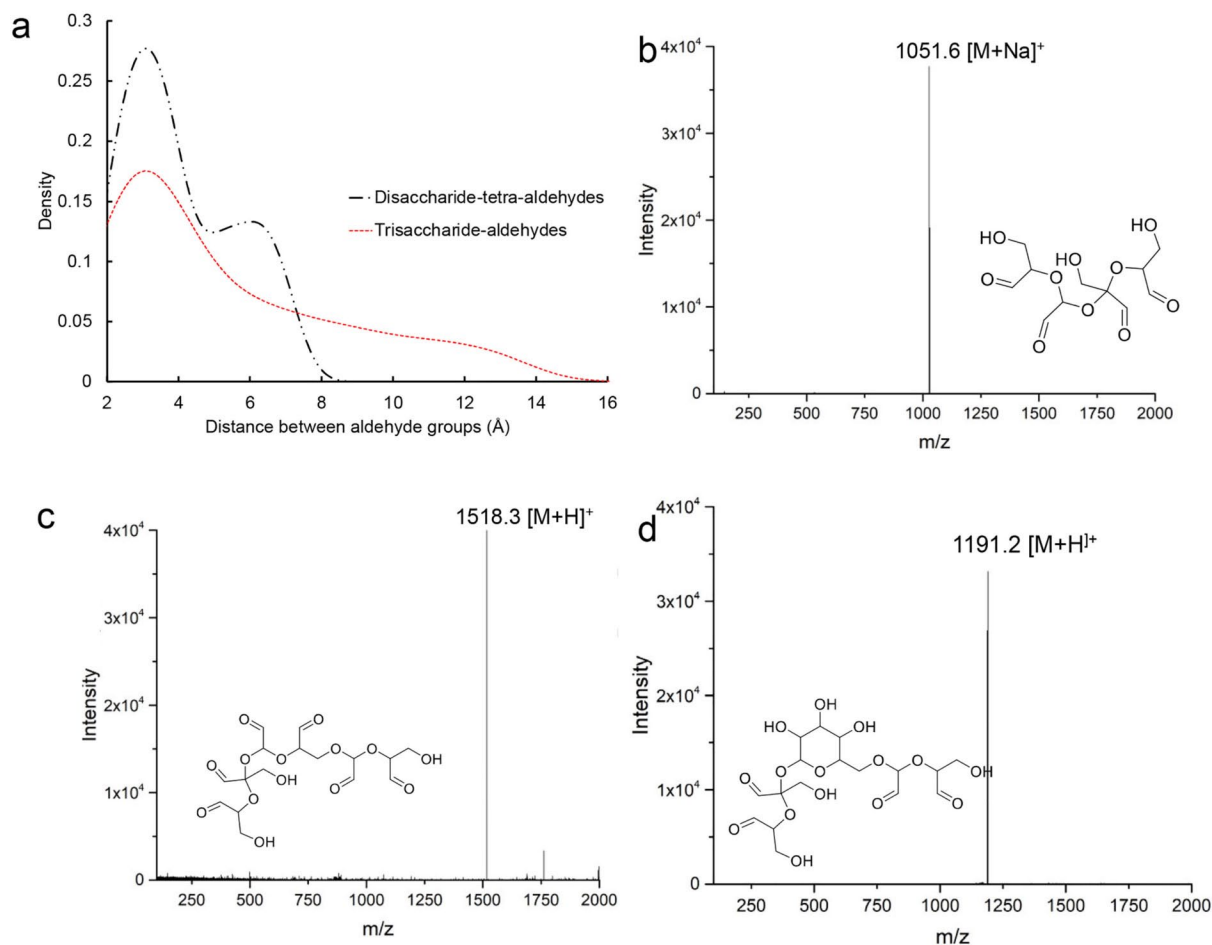 a
0.3
0.25
0.2
0.15
0.1
0.05
0
Density
2 4 6 8 10 12 14 16
Distance between aldehyde groups (Å)
Disaccharide-tetra-aldehydes
Trisaccharide-aldehydes
b
1051.6 [M+Na]⁺
4x10⁴
3x10⁴
2x10⁴
1x10⁴
0
Intensity
250 500 750 1000 1250 1500 1750 2000
m/z
HO
HO
HO
O
O
O
O
O
O
O
c
1518.3 [M+H]⁺
4x10⁴
3x10⁴
2x10⁴
1x10⁴
0
Intensity
250 500 750 1000 1250 1500 1750 2000
m/z
O
O
O
O
O
O
OH
O
OH
O
O
O
O
OH
d
1191.2 [M+H]⁺
4x10⁴
3x10⁴
2x10⁴
1x10⁴
0
Intensity
250 500 750 1000 1250 1500 1750 2000
m/z
OH
HO
OH
O
O
O
O
OH
O
O
OH
O
O
O
O
OH